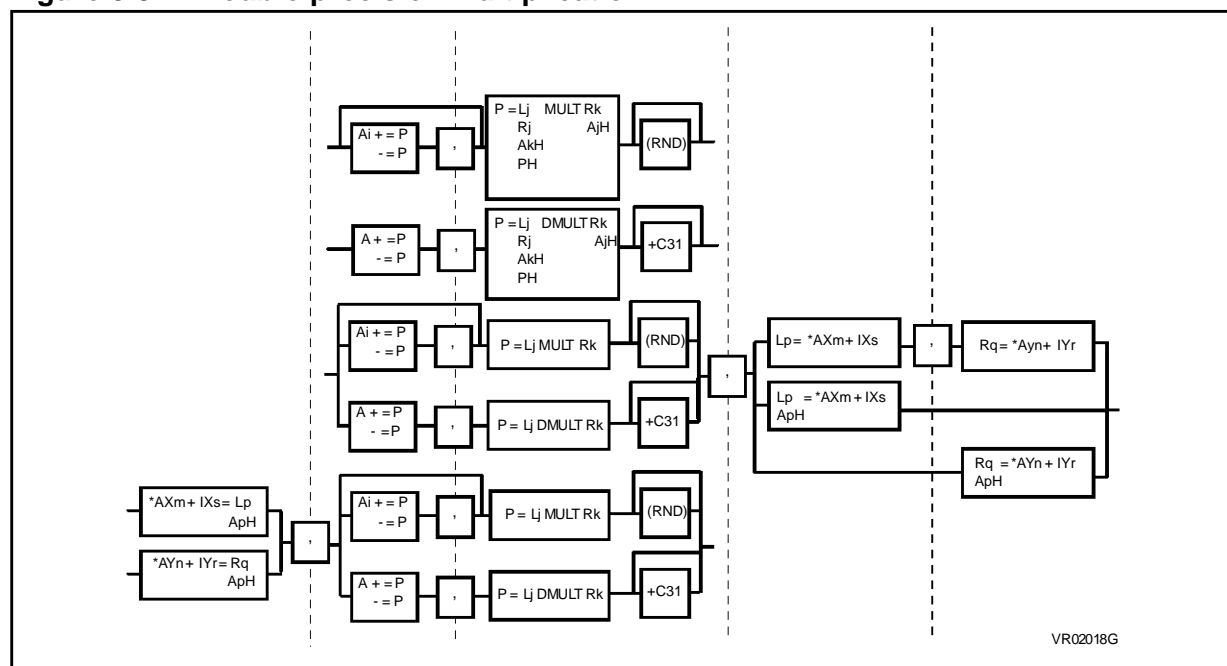 P = Lj MULT Rk
Rj AjH
AkH
PH
Ai + = P
- = P
,
(RND)
P = Lj DMULT Rk
Rj AjH
AkH
PH
A + = P
- = P
,
+C31
Ai + = P
- = P
,
P = Lj MULT Rk
(RND)
A + = P
- = P
,
P = Lj DMULT Rk
+C31
,
Lp = *AXm + IXs
,
Rq = *Ayn + IYr
Lp = *AXm + IXs
ApH
Rq = *AYn + IYr
ApH
*AXm + IXs = Lp
ApH
*AYn + IYr = Rq
ApH
,
Ai + = P
- = P
,
P = Lj MULT Rk
(RND)
A + = P
- = P
,
P = Lj DMULT Rk
+C31
VR02018G